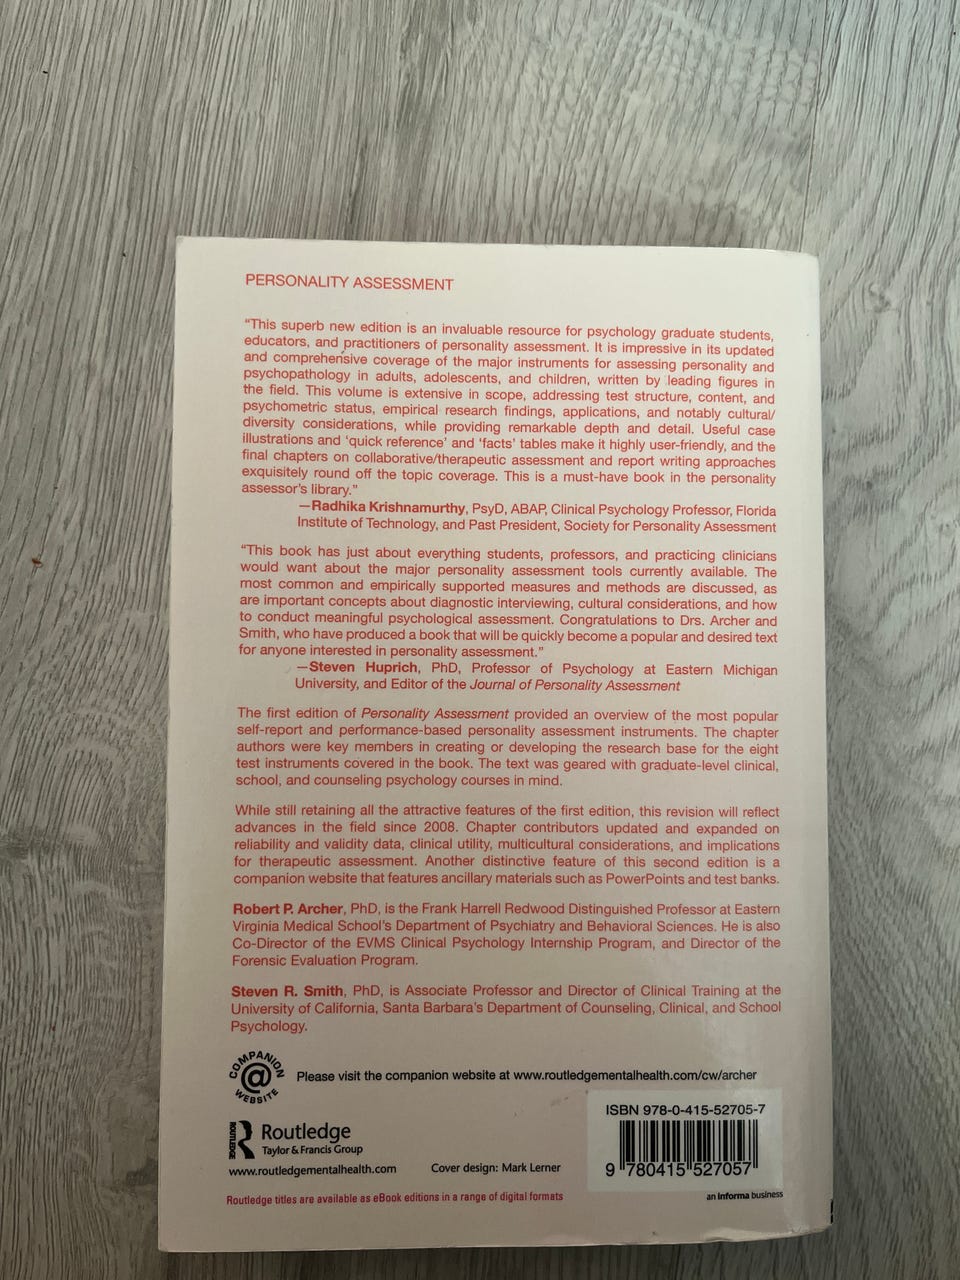 PERSONALITY ASSESSMENT
“This superb new edition is an invaluable resource for psychology graduate students,
educators, and practitioners of personality assessment. It is impressive in its updated
and comprehensive coverage of the major instruments for assessing personality and
psychopathology in adults, adolescents, and children, written by leading figures in
the field. This volume is extensive in scope, addressing test structure, content, and
psychometric status, empirical research findings, applications, and notably cultural/
diversity considerations, while providing remarkable depth and detail. Useful case
illustrations and ‘quick reference’ and ‘facts’ tables make it highly user-friendly, and the
final chapters on collaborative/therapeutic assessment and report writing approaches
exquisitely round off the topic coverage. This is a must-have book in the personality
assessor’s library.”
—Radhika Krishnamurthy, PsyD, ABAP, Clinical Psychology Professor, Florida
Institute of Technology, and Past President, Society for Personality Assessment
“This book has just about everything students, professors, and practicing clinicians
would want about the major personality assessment tools currently available. The
most common and empirically supported measures and methods are discussed, as
are important concepts about diagnostic interviewing, cultural considerations, and how
to conduct meaningful psychological assessment. Congratulations to Drs. Archer and
Smith, who have produced a book that will be quickly become a popular and desired text
for anyone interested in personality assessment.”
—Steven Huprich, PhD, Professor of Psychology at Eastern Michigan
University, and Editor of the Journal of Personality Assessment
The first edition of Personality Assessment provided an overview of the most popular
self-report and performance-based personality assessment instruments. The chapter
authors were key members in creating or developing the research base for the eight
test instruments covered in the book. The text was geared with graduate-level clinical,
school, and counseling psychology courses in mind.
While still retaining all the attractive features of the first edition, this revision will reflect
advances in the field since 2008. Chapter contributors updated and expanded on
reliability and validity data, clinical utility, multicultural considerations, and implications
for therapeutic assessment. Another distinctive feature of this second edition is a
companion website that features ancillary materials such as PowerPoints and test banks.
Robert P. Archer, PhD, is the Frank Harrell Redwood Distinguished Professor at Eastern
Virginia Medical School’s Department of Psychiatry and Behavioral Sciences. He is also
Co-Director of the EVMS Clinical Psychology Internship Program, and Director of the
Forensic Evaluation Program.
Steven R. Smith, PhD, is Associate Professor and Director of Clinical Training at the
University of California, Santa Barbara’s Department of Counseling, Clinical, and School
Psychology.
COMPANION
@
WEBSITE
Please visit the companion website at www.routledgementalhealth.com/cw/archer
ISBN 978-0-415-52705-7
9 780415 527057
ROUTLEDGE
Routledge
Taylor & Francis Group
www.routledgementalhealth.com
Cover design: Mark Lerner
Routledge titles are available as eBook editions in a range of digital formats
an informa business